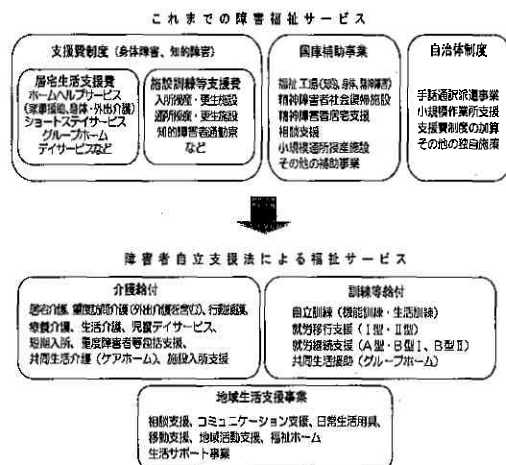 これまでの障害福祉サービス
支援費制度（身体障害、知的障害）
居宅生活支援費
ホームヘルプサービス
（家事援助、身体・外出介護）
ショートステイサービス
グループホーム
デイサービスなど
施設訓練等支援費
入所授産・更生施設
通所授産・更生施設
知的障害者通勤寮
など
国庫補助事業
福祉工場（知的、身体、精神障害）
精神障害者社会復帰施設
精神障害者居宅支援
相談支援
小規模通所授産施設
その他の補助事業
自治体制度
手話通訳派遣事業
小規模作業所支援
支援費制度の加算
その他の独自施策
障害者自立支援法による福祉サービス
介護給付
居宅介護、重度訪問介護（外出介護を含む）、行動援護、
療養介護、生活介護、児童デイサービス、
短期入所、重度障害者等包括支援、
共同生活介護（ケアホーム）、施設入所支援
訓練等給付
自立訓練（機能訓練・生活訓練）
就労移行支援（Ⅰ型・Ⅱ型）
就労継続支援（A型・B型Ⅰ、B型Ⅱ）
共同生活援助（グループホーム）
地域生活支援事業
相談支援、コミュニケーション支援、日常生活用具、
移動支援、地域活動支援、福祉ホーム
生活サポート事業